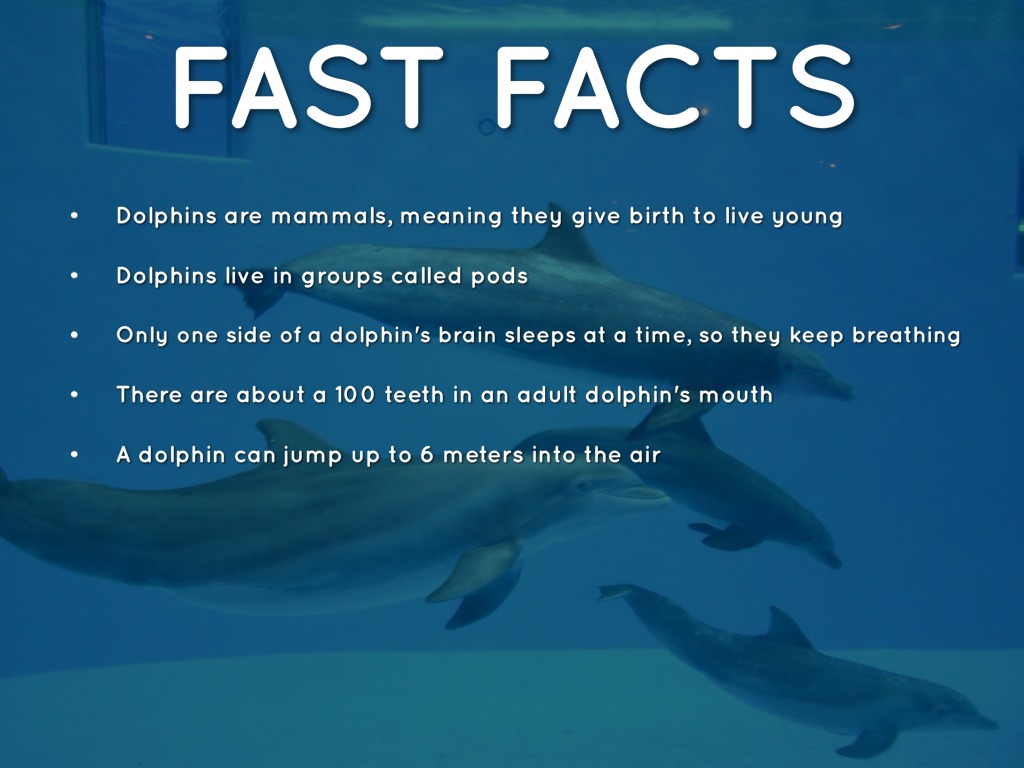 FAST FACTS
• Dolphins are mammals, meaning they give birth to live young
• Dolphins live in groups called pods
• Only one side of a dolphin's brain sleeps at a time, so they keep breathing
• There are about a 100 teeth in an adult dolphin's mouth
• A dolphin can jump up to 6 meters into the air